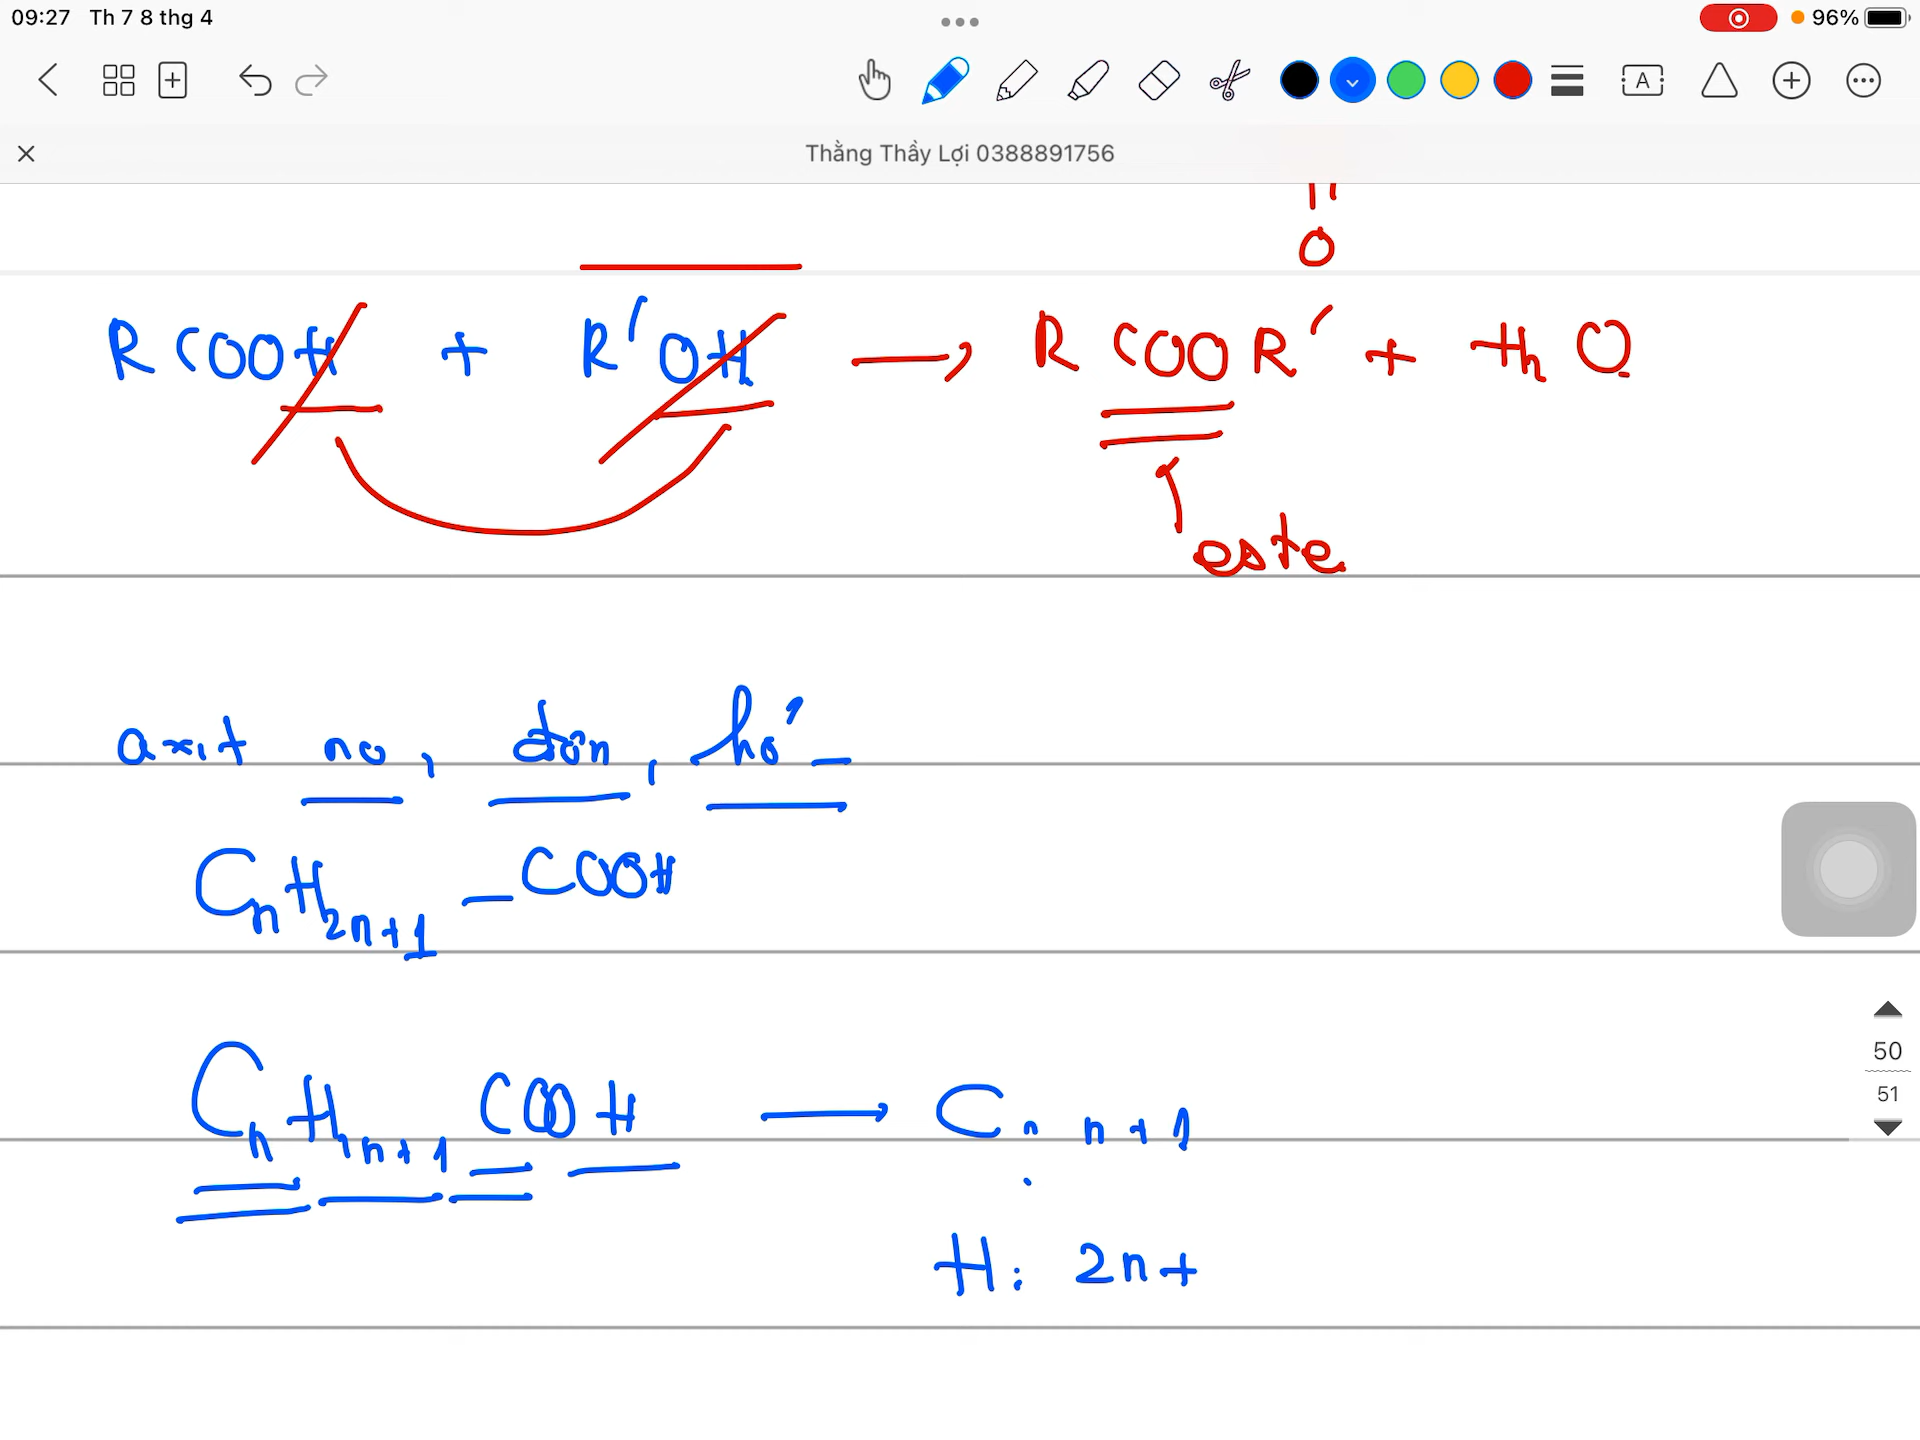 09:27 Th 7 8 thg 4 96%
A
Thằng Thầy Lợi 0388891756
O
RCOOH + R'OH → RCOOR' + H₂O
este
axit no, đơn, hở
CₙH₂ₙ₊₁ – COOH
CₙH₂ₙ₊₁ COOH → C: n+1
H: 2n+
50
51